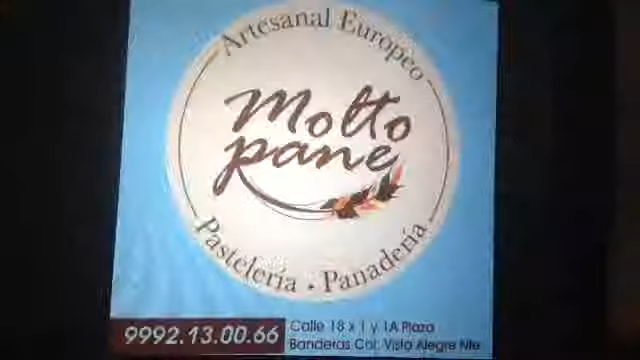 Artesanal Europeo
Molto
pane
Pastelería · Panadería
9992.13.00.66
Calle 18 x 1 y 1A Plaza
Banderas Col. Vista Alegre Nte